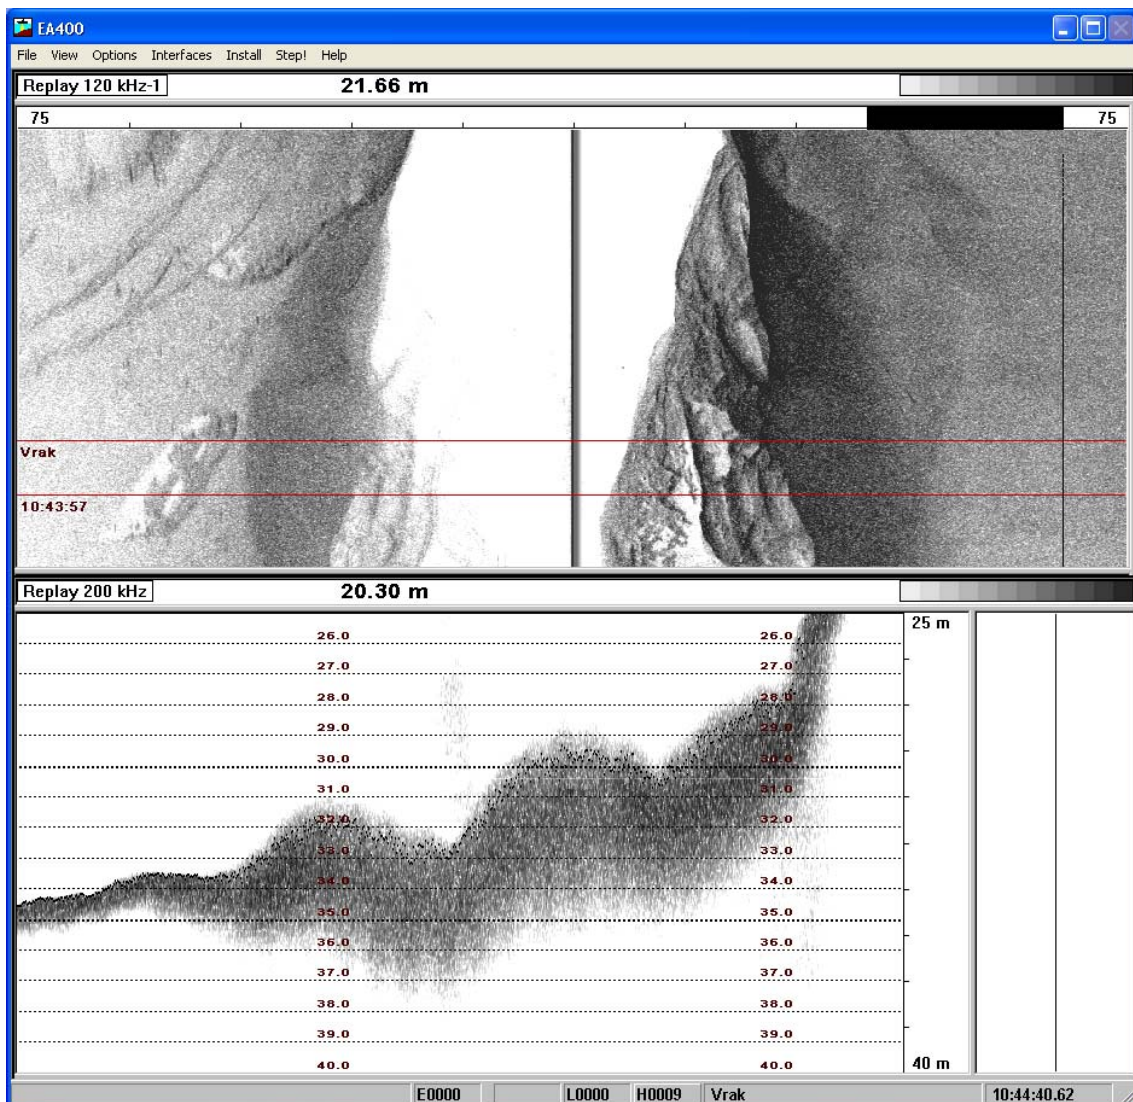 EA400
File View Options Interfaces Install Step! Help
Replay 120 kHz-1 21.66 m
75 75
Vrak
10:43:57
Replay 200 kHz 20.30 m
25 m
26.0 26.0
27.0 27.0
28.0 28.0
29.0 29.0
30.0 30.0
31.0 31.0
32.0 32.0
33.0 33.0
34.0 34.0
35.0 35.0
36.0 36.0
37.0 37.0
38.0 38.0
39.0 39.0
40.0 40.0 40 m
E0000 L0000 H0009 Vrak 10:44:40.62